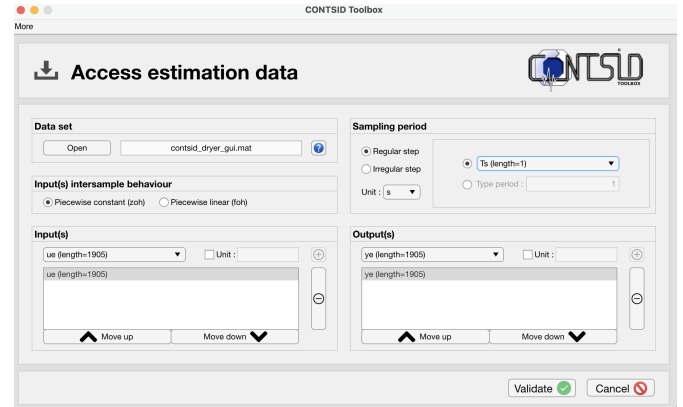 CONTSID Toolbox
More
Access estimation data
CONTSID
TOOLBOX
Data set
Open
contsid_dryer_gui.mat
?
Input(s) intersample behaviour
Piecewise constant (zoh)
Piecewise linear (foh)
Sampling period
Regular step
Irregular step
Unit :
s
Ts (length=1)
Type period :
1
Input(s)
ue (length=1905)
Unit :
ue (length=1905)
Move up
Move down
Output(s)
ye (length=1905)
Unit :
ye (length=1905)
Move up
Move down
Validate
Cancel